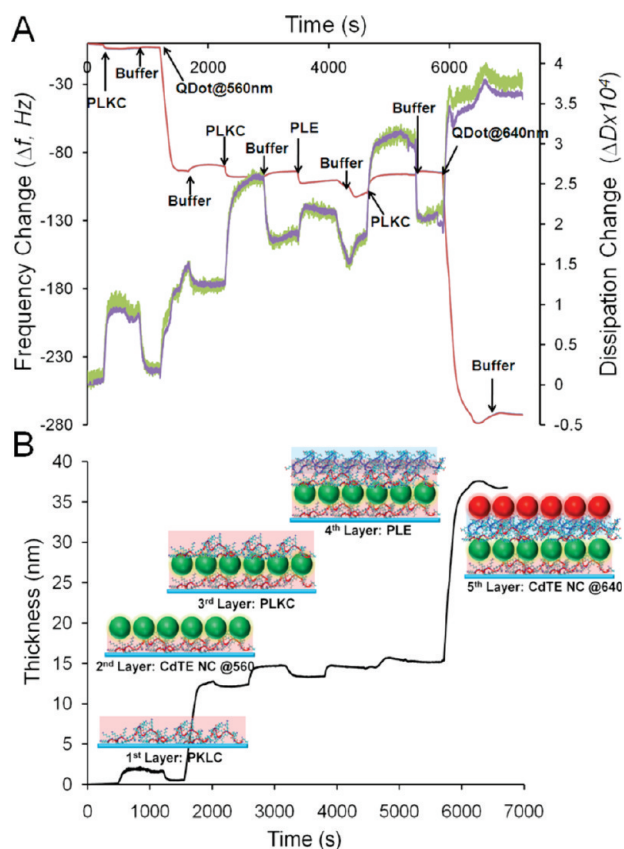 A
Time (s)
2000
4000
6000
-30
-80
-130
-180
-230
-280
Frequency Change (Δf, Hz)
4
3.5
3
2.5
2
1.5
1
0.5
0
-0.5
Dissipation Change (ΔDx10⁴)
PLKC
Buffer
QDot@560nm
Buffer
PLKC
Buffer
PLE
Buffer
PLKC
Buffer
QDot@640nm
Buffer
B
40
35
30
25
20
15
10
5
0
Thickness (nm)
4th Layer: PLE
3rd Layer: PLKC
5th Layer: CdTE NC @640
2nd Layer: CdTE NC @560
1st Layer: PKLC
0
1000
2000
3000
4000
5000
6000
7000
Time (s)